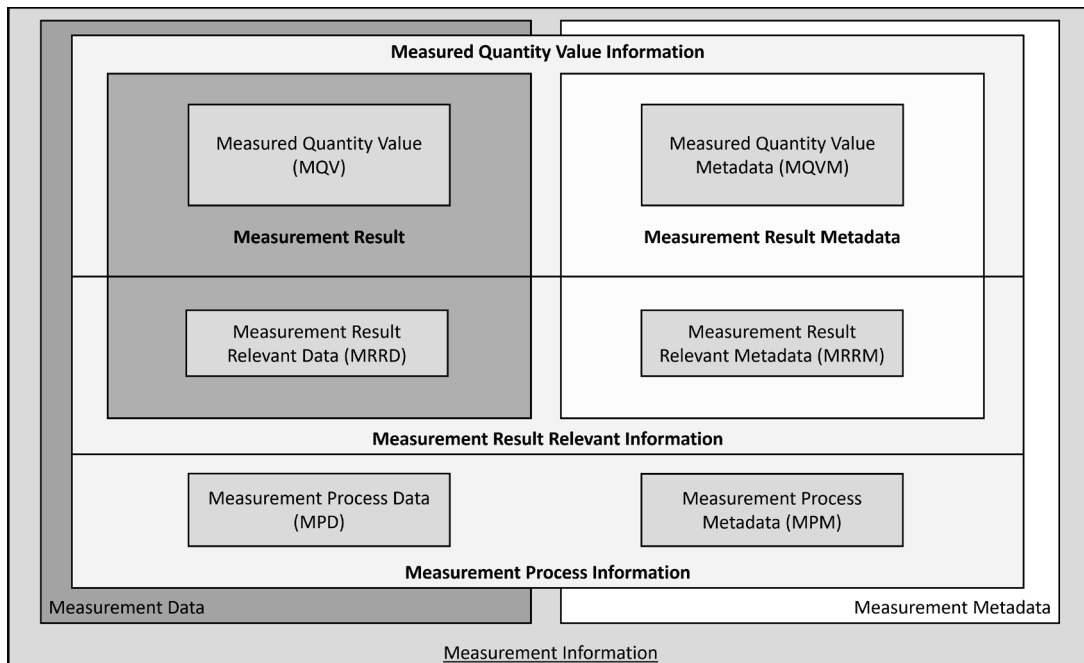 Measured Quantity Value Information
Measured Quantity Value
(MQV)
Measured Quantity Value
Metadata (MQVM)
Measurement Result
Measurement Result Metadata
Measurement Result
Relevant Data (MRRD)
Measurement Result
Relevant Metadata (MRRM)
Measurement Result Relevant Information
Measurement Process Data
(MPD)
Measurement Process
Metadata (MPM)
Measurement Process Information
Measurement Data
Measurement Metadata
Measurement Information